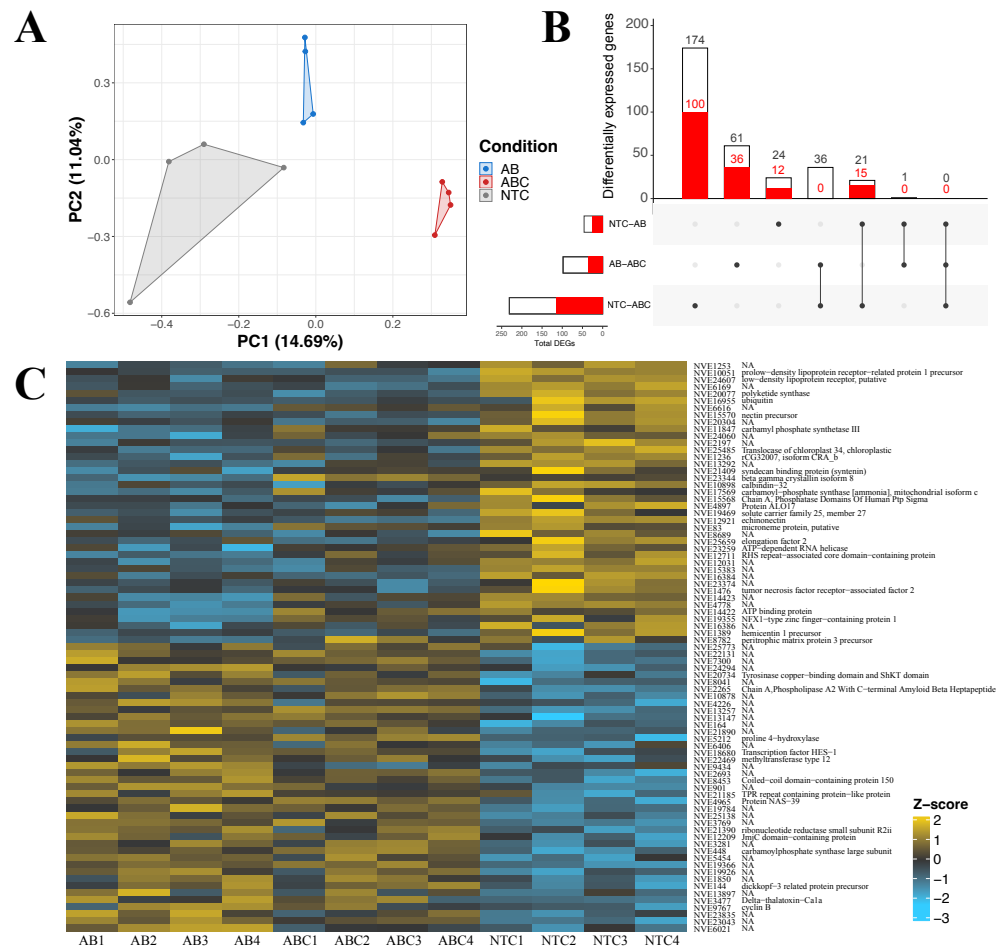 A
B
PC2 (11.04%)
0.3
0.0
−0.3
−0.6
−0.4
−0.2
0.0
0.2
PC1 (14.69%)
Condition
AB
ABC
NTC
Differentially expressed genes
200
150
100
50
0
174
100
61
36
24
12
36
0
21
15
1
0
0
0
NTC−AB
AB−ABC
NTC−ABC
250
200
150
100
50
0
Total DEGs
C
NVE1253 NA
NVE10051 prolow−density lipoprotein receptor−related protein 1 precursor
NVE24607 low−density lipoprotein receptor, putative
NVE6169 NA
NVE20077 polyketide synthase
NVE16955 ubiquitin
NVE6616 NA
NVE15570 nectin precursor
NVE20304 NA
NVE11847 carbamyl phosphate synthetase III
NVE24060 NA
NVE2197 NA
NVE25485 Translocase of chloroplast 34, chloroplastic
NVE1236 rCG32007, isoform CRA_b
NVE13292 NA
NVE21409 syndecan binding protein (syntenin)
NVE23344 beta gamma crystallin isoform 8
NVE10898 calbindin−32
NVE17569 carbamoyl−phosphate synthase [ammonia], mitochondrial isoform c
NVE15568 Chain A, Phosphatase Domains Of Human Ptp Sigma
NVE4897 Protein ALO17
NVE19469 solute carrier family 25, member 27
NVE12921 echinonectin
NVE83 microneme protein, putative
NVE8689 NA
NVE25659 elongation factor 2
NVE23259 ATP−dependent RNA helicase
NVE12711 RHS repeat−associated core domain−containing protein
NVE12031 NA
NVE15383 NA
NVE16384 NA
NVE23374 NA
NVE1476 tumor necrosis factor receptor−associated factor 2
NVE14423 NA
NVE4778 NA
NVE14422 ATP binding protein
NVE19355 NFX1−type zinc finger−containing protein 1
NVE16386 NA
NVE1389 hemicentin 1 precursor
NVE8782 peritrophic matrix protein 3 precursor
NVE25773 NA
NVE22131 NA
NVE7300 NA
NVE24294 NA
NVE20734 Tyrosinase copper−binding domain and ShKT domain
NVE8041 NA
NVE2265 Chain A,Phospholipase A2 With C−terminal Amyloid Beta Heptapeptide
NVE10878 NA
NVE4226 NA
NVE13257 NA
NVE13147 NA
NVE164 NA
NVE21890 NA
NVE5212 proline 4−hydroxylase
NVE6406 NA
NVE18680 Transcription factor HES−1
NVE22469 methyltransferase type 12
NVE9434 NA
NVE2693 NA
NVE8453 Coiled−coil domain−containing protein 150
NVE901 NA
NVE21185 TPR repeat containing protein−like protein
NVE4965 Protein NAS−39
NVE19784 NA
NVE25138 NA
NVE3769 NA
NVE21390 ribonucleotide reductase small subunit R2ii
NVE12209 JmjC domain−containing protein
NVE3281 NA
NVE448 carbamoylphosphate synthase large subunit
NVE5454 NA
NVE19366 NA
NVE19926 NA
NVE1850 NA
NVE144 dickkopf−3 related protein precursor
NVE13897 NA
NVE3477 Delta−thalatoxin−Ca1a
NVE9767 cyclin B
NVE23835 NA
NVE23043 NA
NVE6021 NA
Z−score
2
1
0
−1
−2
−3
AB1 AB2 AB3 AB4 ABC1 ABC2 ABC3 ABC4 NTC1 NTC2 NTC3 NTC4